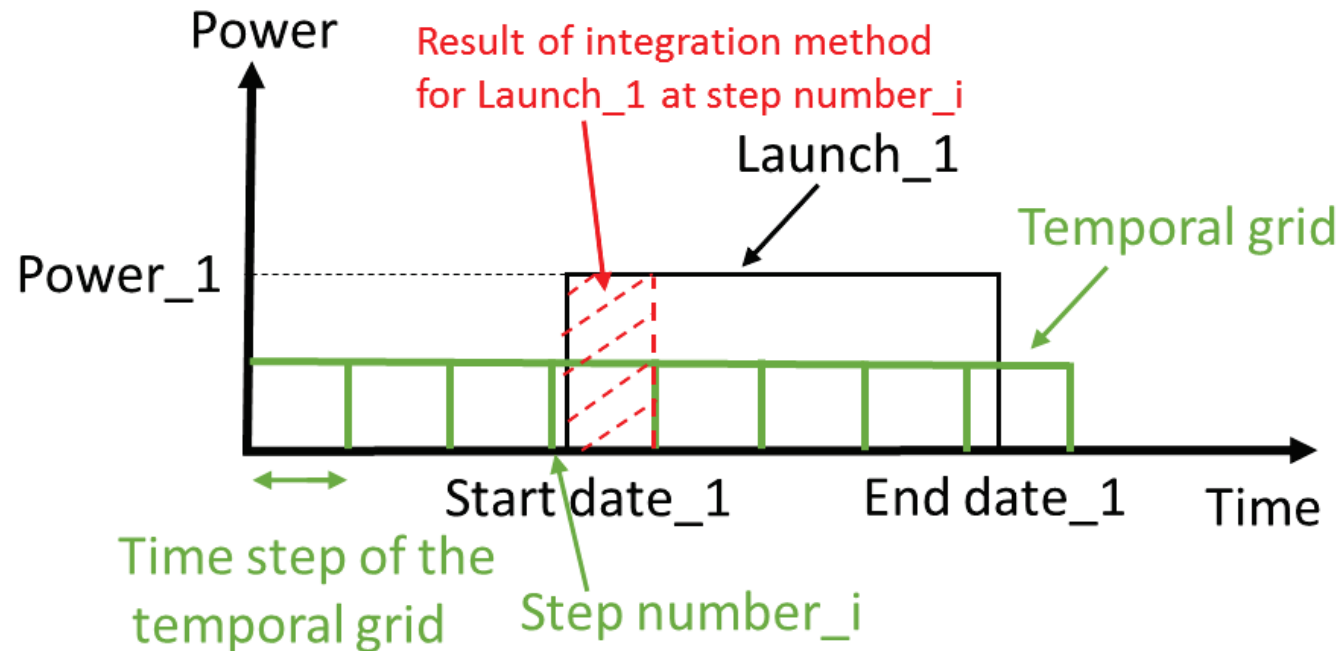 Power
Result of integration method
for Launch_1 at step number_i
Launch_1
Temporal grid
Power_1
Start date_1
End date_1
Time
Time step of the
temporal grid
Step number_i